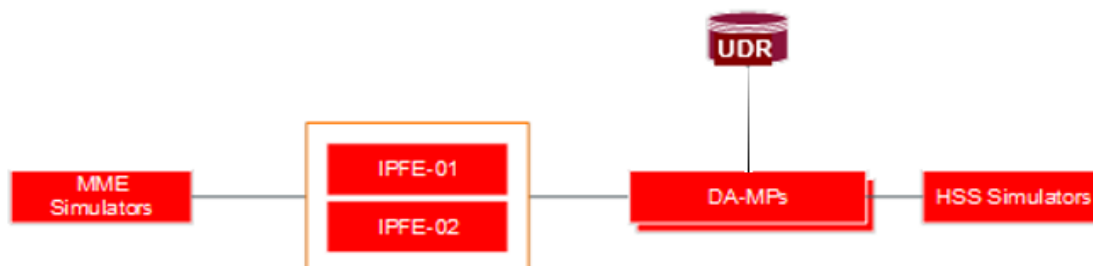 UDR
MME
Simulators
IPFE-01
IPFE-02
DA-MPs
HSS Simulators